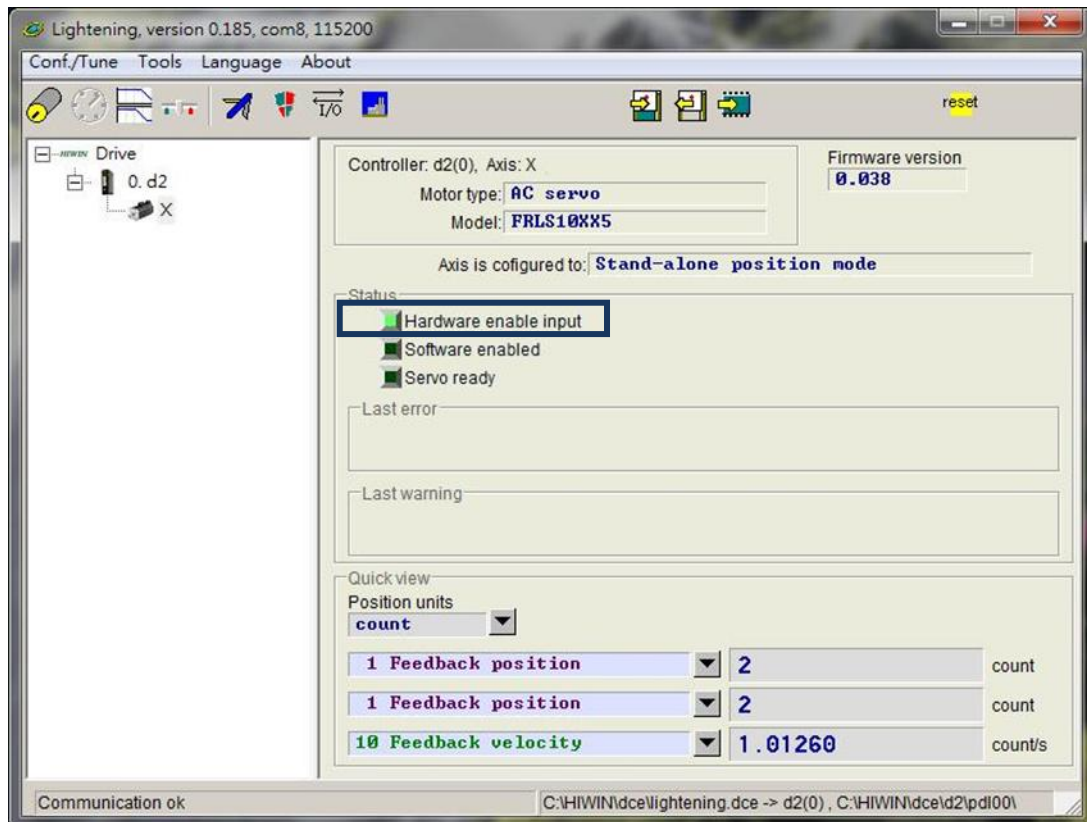 Lightening, version 0.185, com8, 115200
Conf./Tune Tools Language About
I/O
reset
HIWIN Drive
0. d2
X
Controller: d2(0), Axis: X
Firmware version
0.038
Motor type: AC servo
Model: FRLS10XX5
Axis is cofigured to: Stand-alone position mode
Status
Hardware enable input
Software enabled
Servo ready
Last error
Last warning
Quick view
Position units
count
1 Feedback position 2 count
1 Feedback position 2 count
10 Feedback velocity 1.01260 count/s
Communication ok C:\HIWIN\dce\lightening.dce -> d2(0) , C:\HIWIN\dce\d2\pdl00\